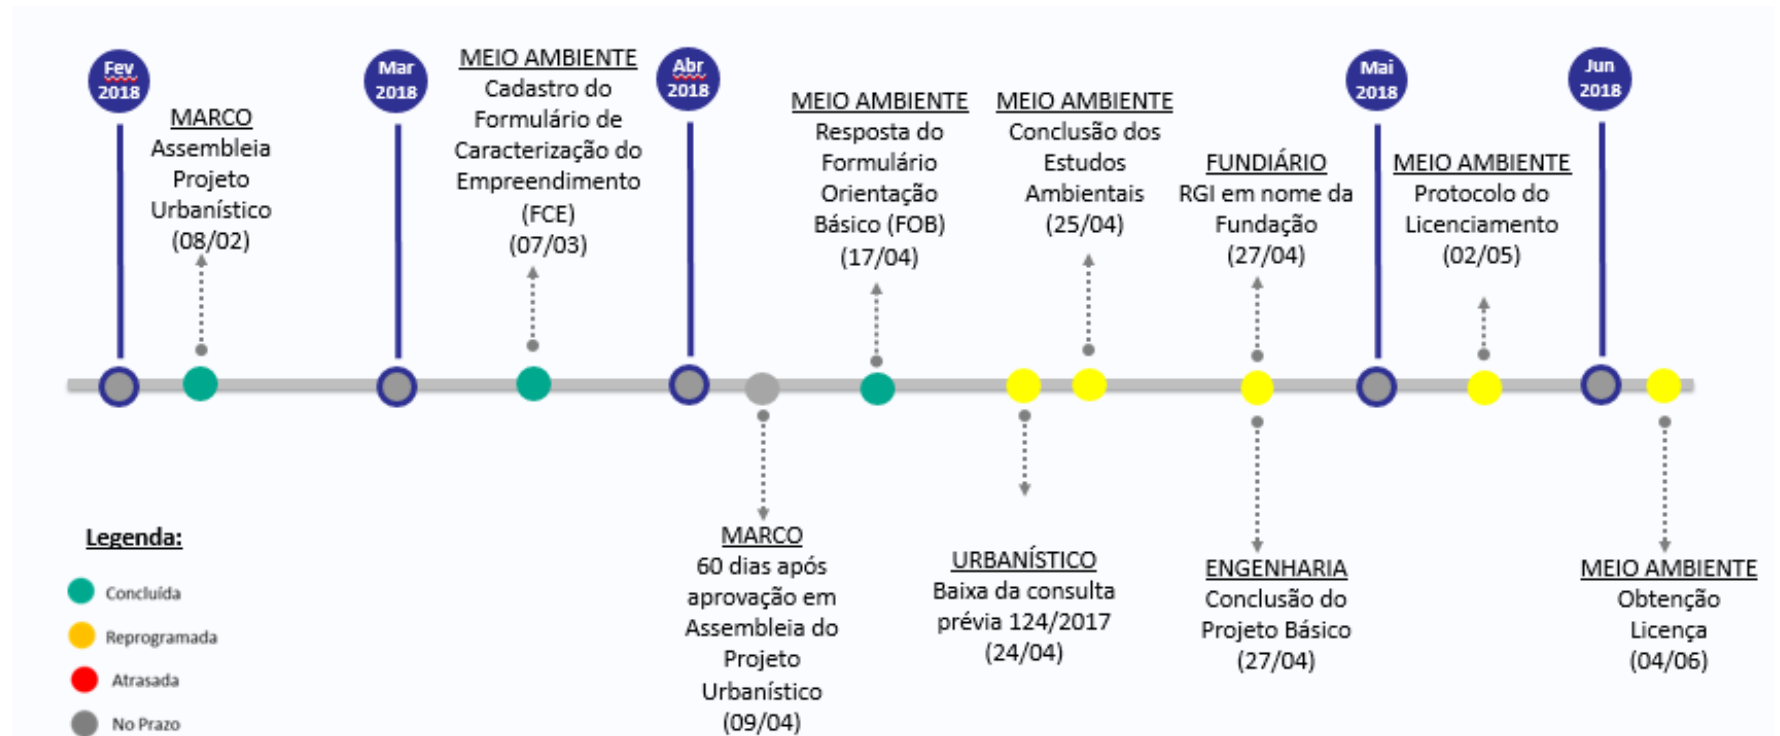 Fev
2018
MARCO
Assembleia
Projeto
Urbanístico
(08/02)
Mar
2018
MEIO AMBIENTE
Cadastro do
Formulário de
Caracterização do
Empreendimento
(FCE)
(07/03)
Abr
2018
MEIO AMBIENTE
Resposta do
Formulário
Orientação
Básico (FOB)
(17/04)
MEIO AMBIENTE
Conclusão dos
Estudos
Ambientais
(25/04)
FUNDIÁRIO
RGI em nome da
Fundação
(27/04)
Mai
2018
MEIO AMBIENTE
Protocolo do
Licenciamento
(02/05)
Jun
2018
MARCO
60 dias após
aprovação em
Assembleia do
Projeto
Urbanístico
(09/04)
URBANÍSTICO
Baixa da consulta
prévia 124/2017
(24/04)
ENGENHARIA
Conclusão do
Projeto Básico
(27/04)
MEIO AMBIENTE
Obtenção
Licença
(04/06)
Legenda:
Concluída
Reprogramada
Atrasada
No Prazo